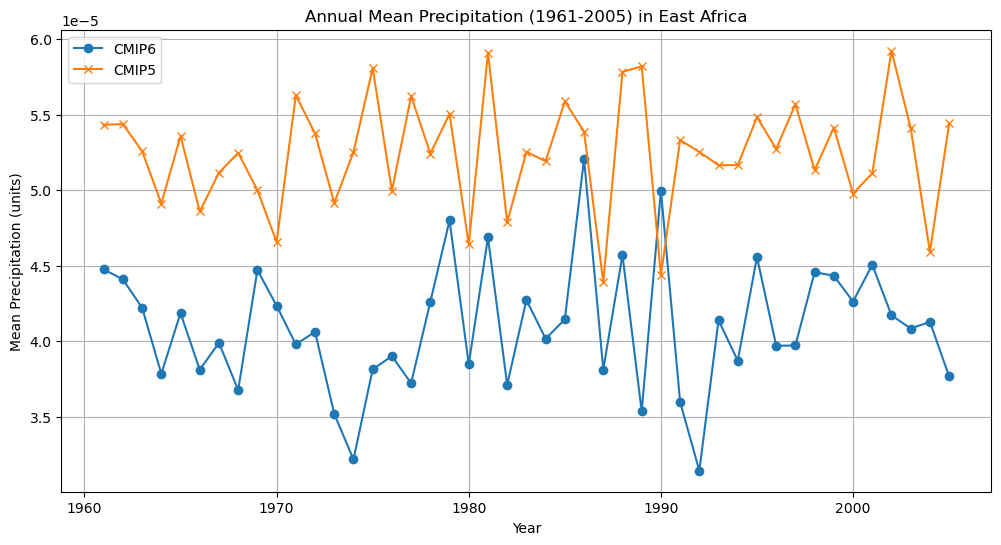 Annual Mean Precipitation (1961-2005) in East Africa
1e−5
CMIP6
CMIP5
6.0
5.5
5.0
4.5
4.0
3.5
Mean Precipitation (units)
1960 1970 1980 1990 2000
Year